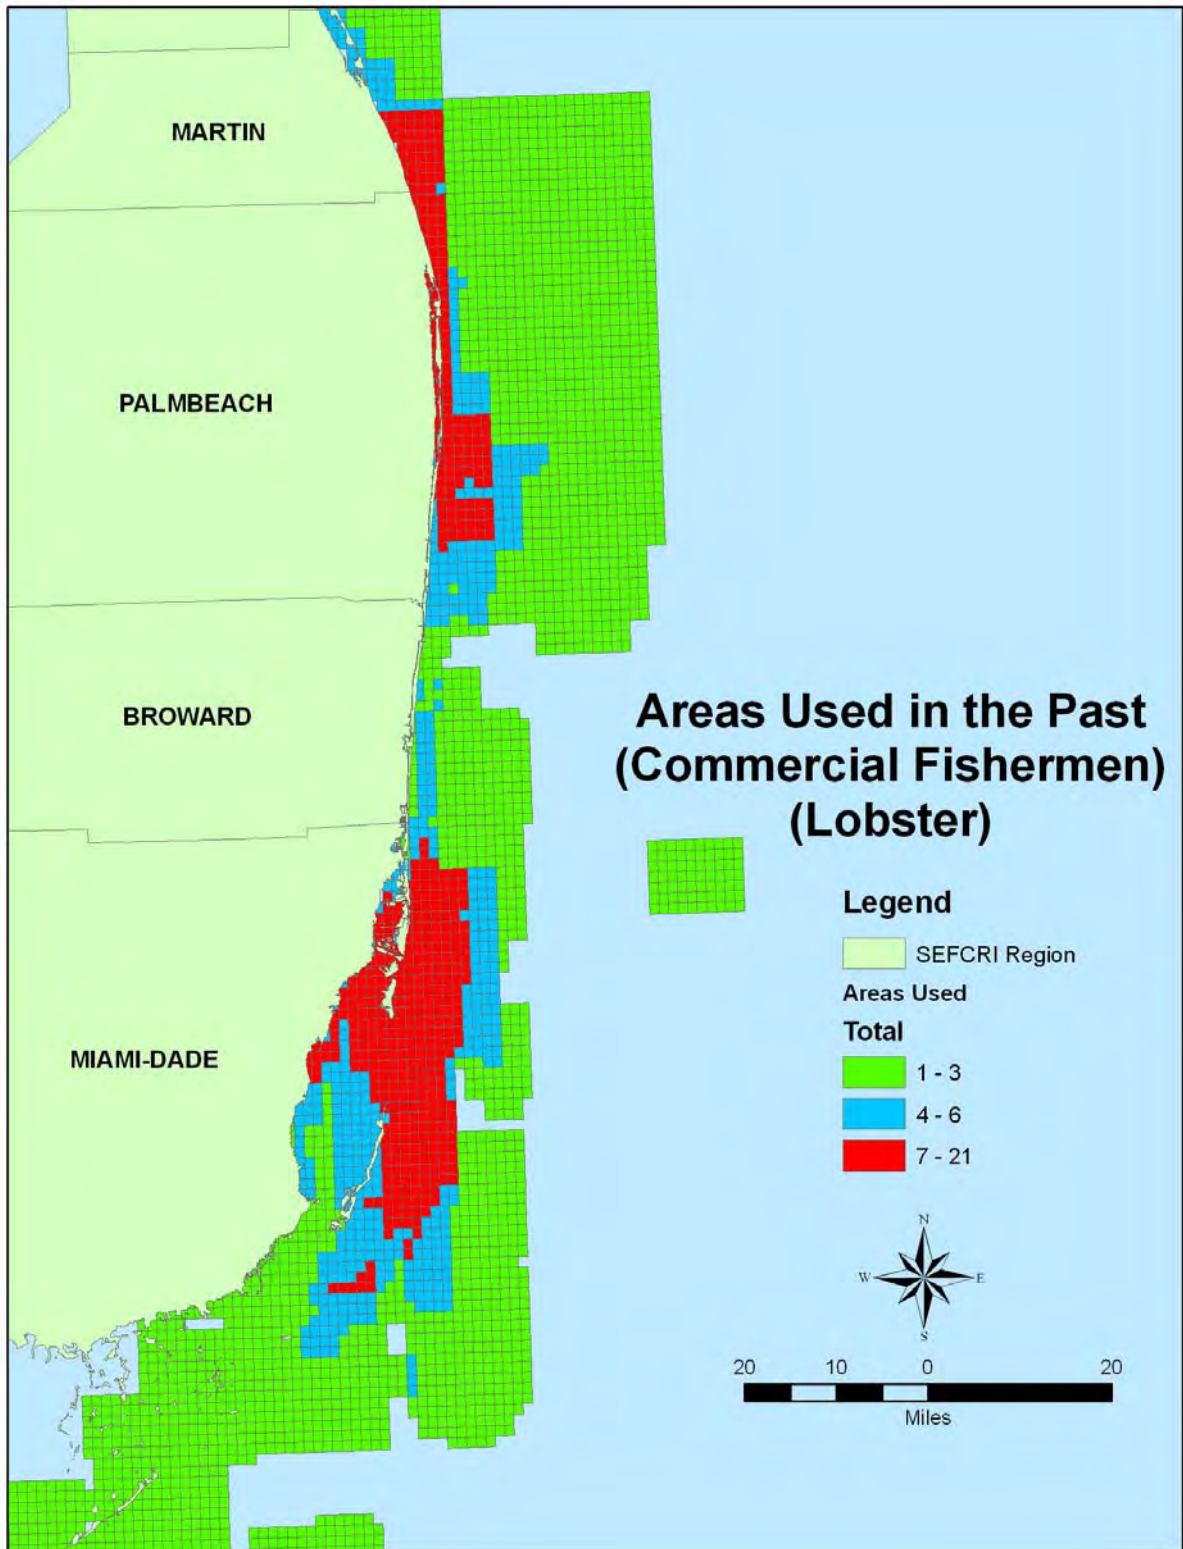 MARTIN
PALMBEACH
BROWARD
MIAMI-DADE
Areas Used in the Past
(Commercial Fishermen)
(Lobster)
Legend
SEFCRI Region
Areas Used
Total
1 - 3
4 - 6
7 - 21
N
W
E
S
20
10
0
20
Miles